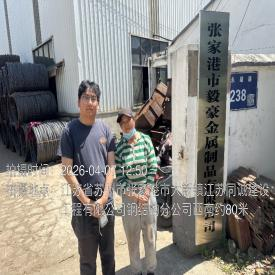 张家港市毅豪金属制品有限公司
238
拍摄时间：2026-04-01 12:50
拍摄地点：江苏省苏州市张家港市大新镇江苏同诚建设
工程有限公司钢结构分公司西南约80米